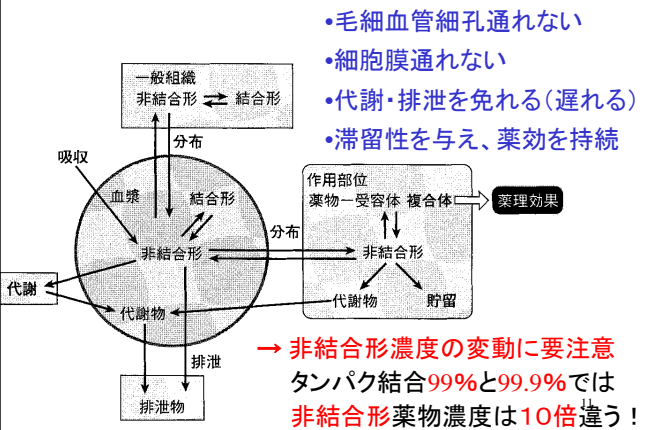 •毛細血管細孔通れない
•細胞膜通れない
•代謝・排泄を免れる（遅れる）
•滞留性を与え、薬効を持続
一般組織
非結合形 ⇌ 結合形
分布
吸収
血漿
結合形
非結合形
分布
作用部位
薬物ー受容体 複合体
薬理効果
非結合形
代謝物
貯留
代謝
代謝物
排泄
排泄物
→ 非結合形濃度の変動に要注意
タンパク結合99%と99.9%では
非結合形薬物濃度は１０倍違う！
11